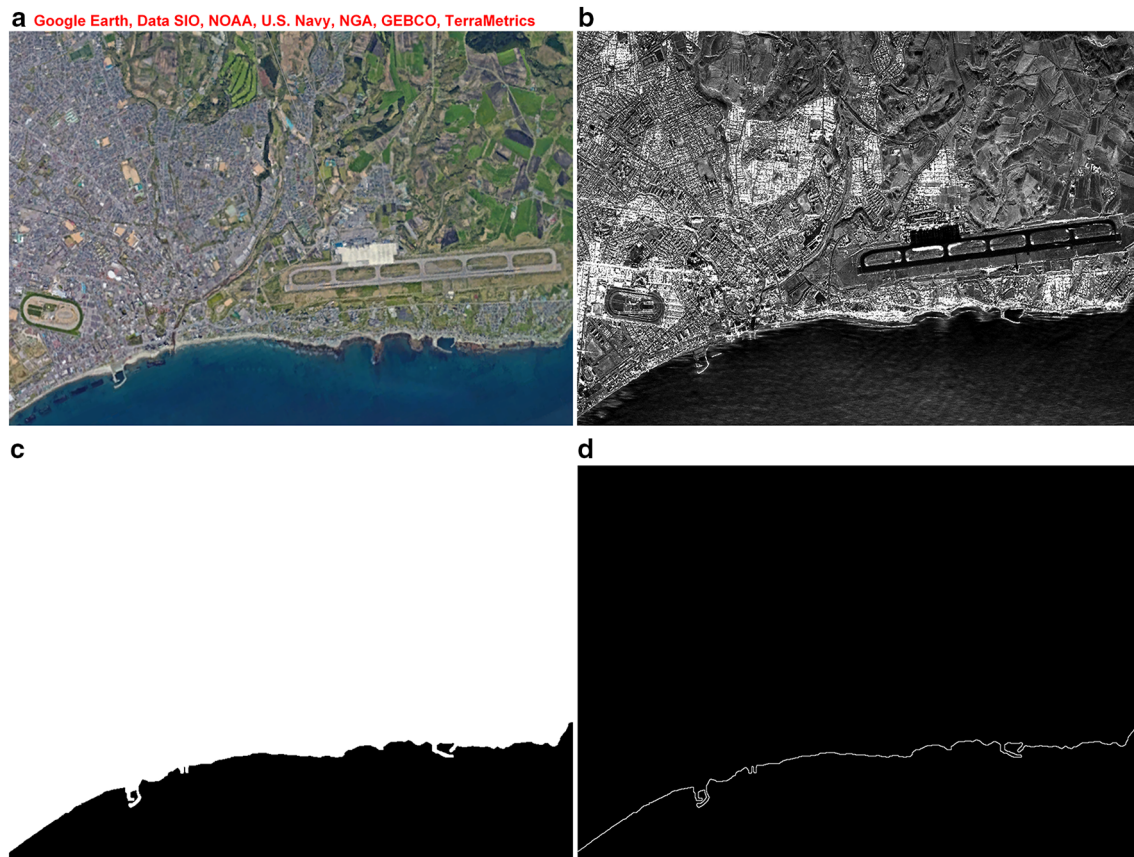 a Google Earth, Data SIO, NOAA, U.S. Navy, NGA, GEBCO, TerraMetrics
b
c
d